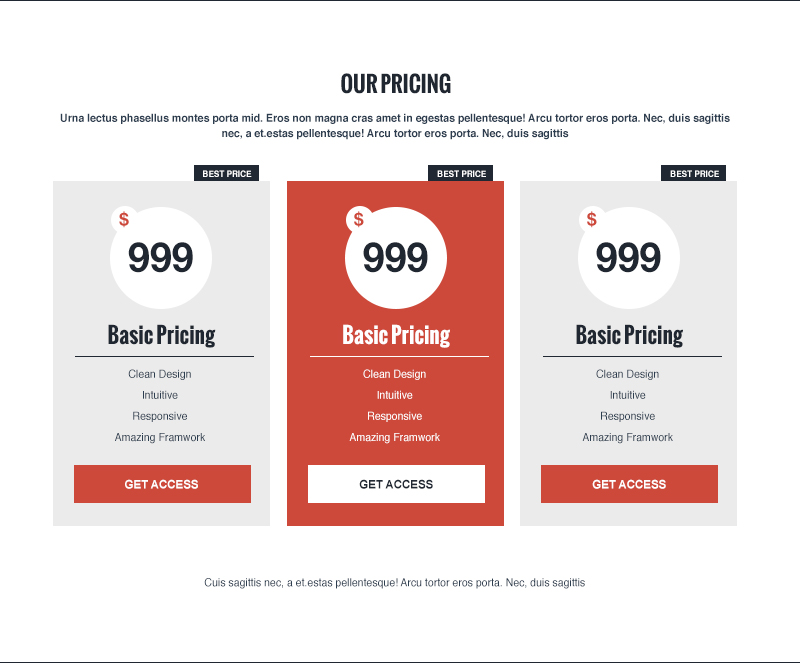 OUR PRICING
Urna lectus phasellus montes porta mid. Eros non magna cras amet in egestas pellentesque! Arcu tortor eros porta. Nec, duis sagittis
nec, a et.estas pellentesque! Arcu tortor eros porta. Nec, duis sagittis
BEST PRICE
$
999
Basic Pricing
Clean Design
Intuitive
Responsive
Amazing Framwork
GET ACCESS
BEST PRICE
$
999
Basic Pricing
Clean Design
Intuitive
Responsive
Amazing Framwork
GET ACCESS
BEST PRICE
$
999
Basic Pricing
Clean Design
Intuitive
Responsive
Amazing Framwork
GET ACCESS
Cuis sagittis nec, a et.estas pellentesque! Arcu tortor eros porta. Nec, duis sagittis